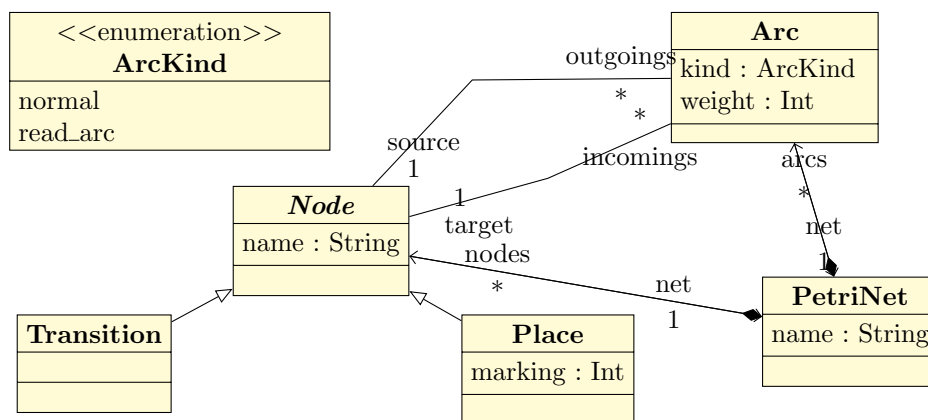 <<enumeration>>
ArcKind
normal
read_arc
Arc
kind : ArcKind
weight : Int
outgoings
*
*
source
1
incomings
arcs
*
Node
name : String
1
target
nodes
*
net
1
net
1
PetriNet
name : String
Transition
Place
marking : Int